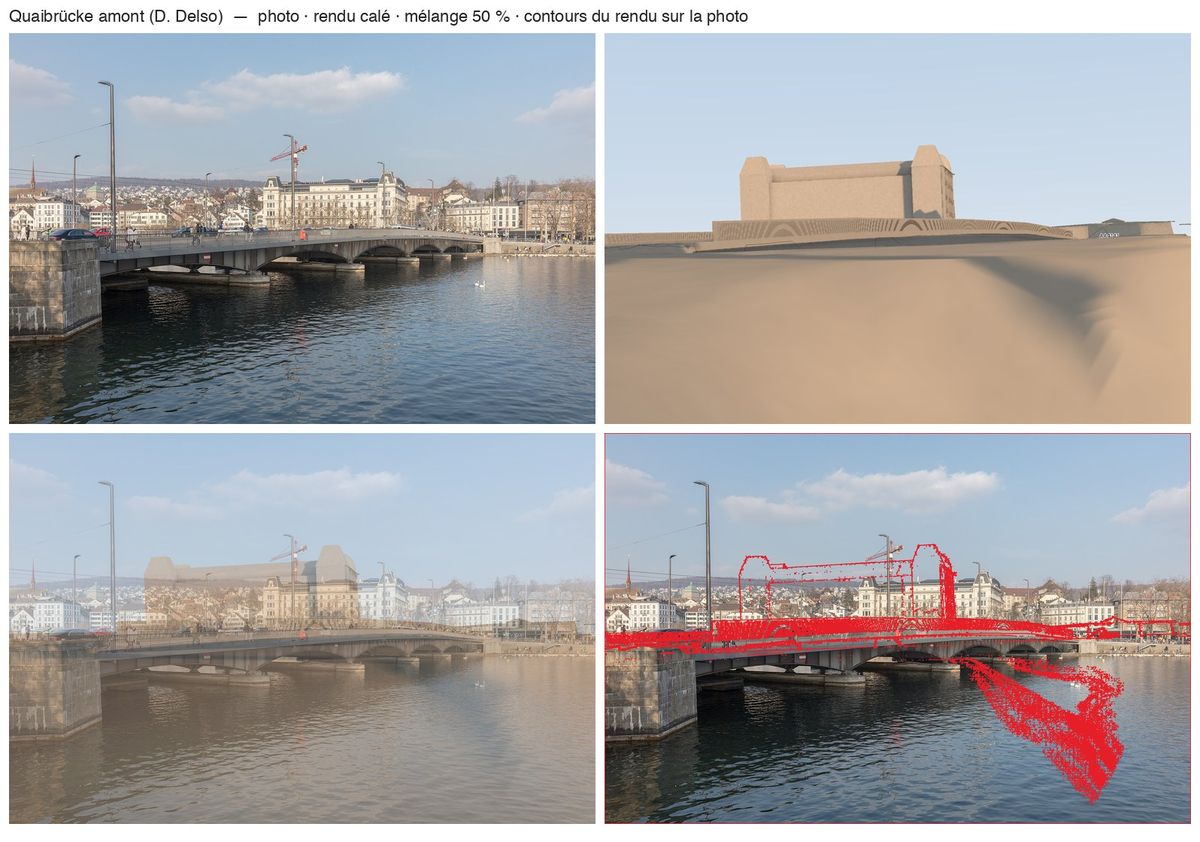 Quaibrücke amont (D. Delso) — photo · rendu calé · mélange 50 % · contours du rendu sur la photo